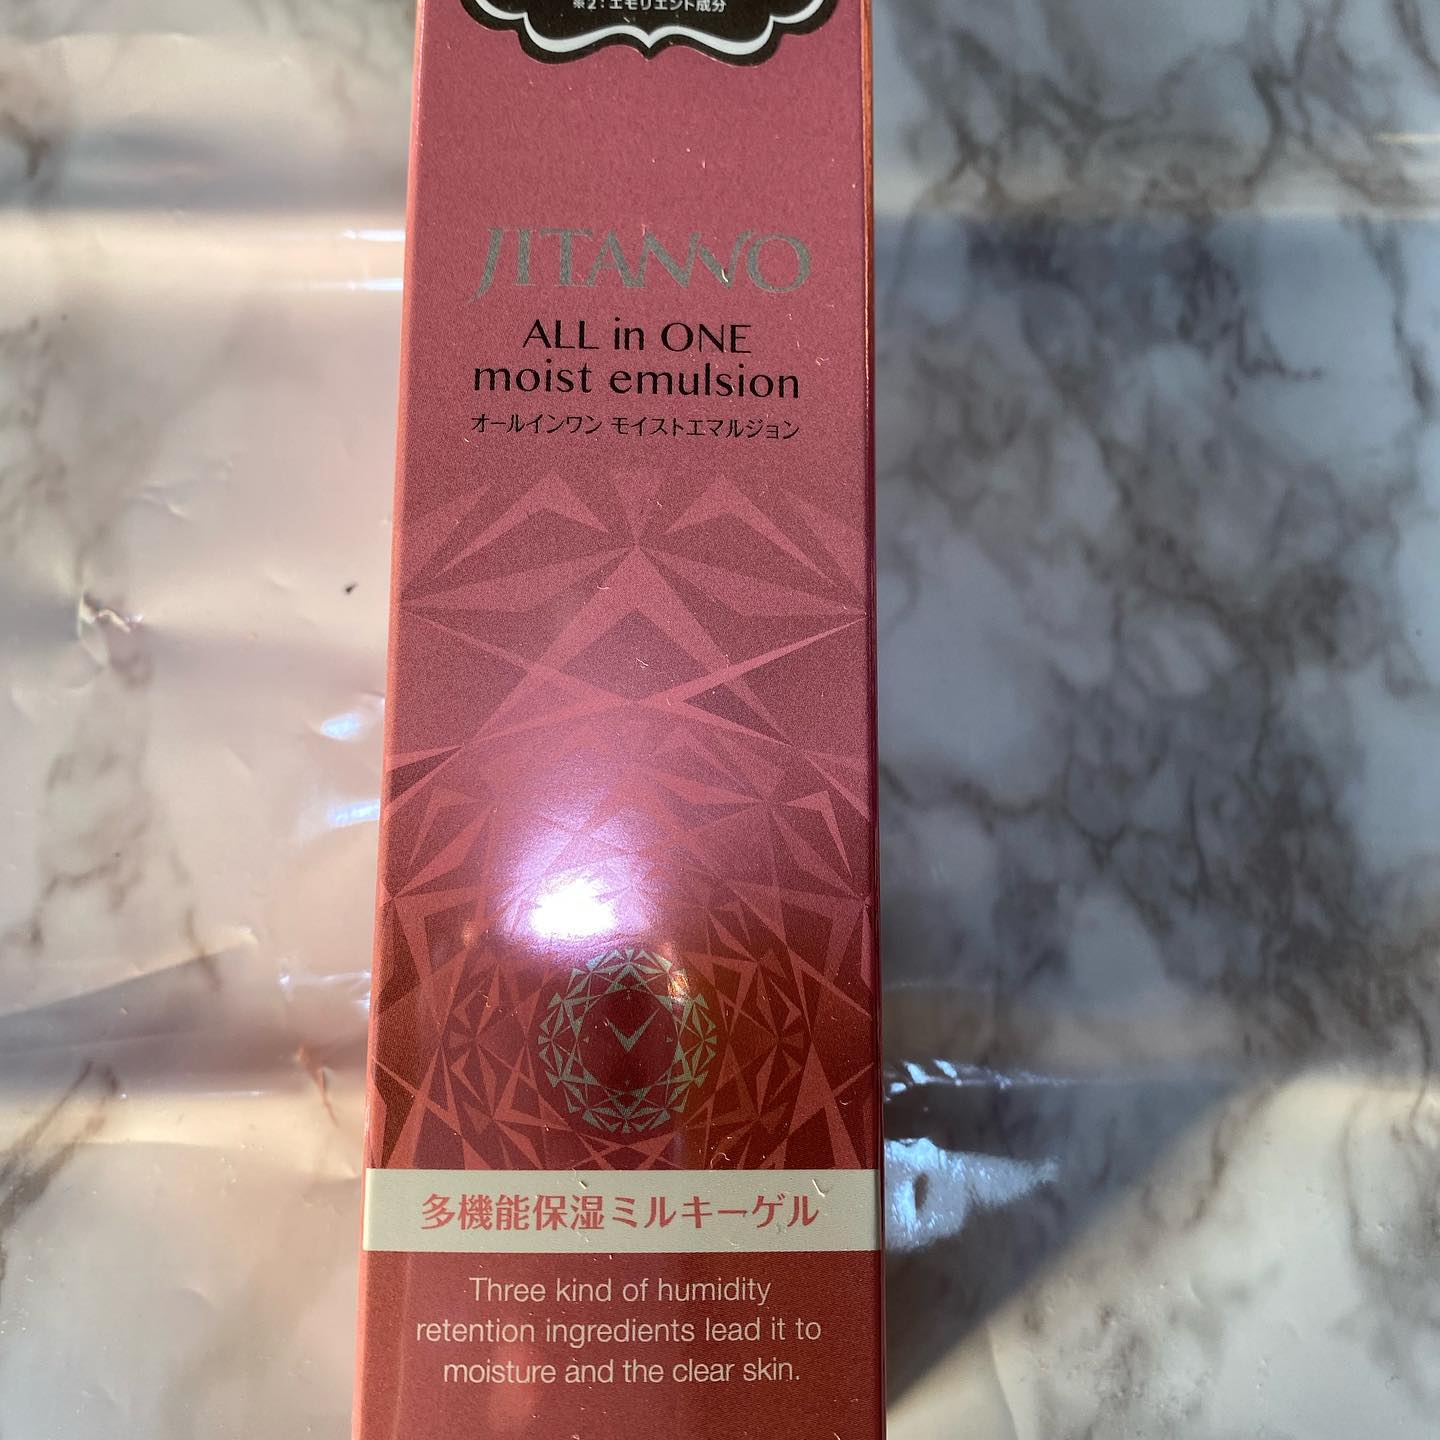 ※2：エモリエント成分
JITANVO
ALL in ONE
moist emulsion
オールインワン モイストエマルジョン
多機能保湿ミルキーゲル
Three kind of humidity
retention ingredients lead it to
moisture and the clear skin.